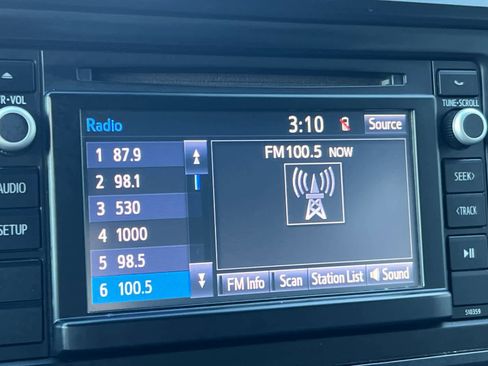 Radio
3:10
Source
1 87.9
2 98.1
3 530
4 1000
5 98.5
6 100.5
FM100.5 NOW
FM Info
Scan
Station List
Sound
R•VOL
AUDIO
SETUP
TUNE•SCROLL
SEEK>
<TRACK
510359